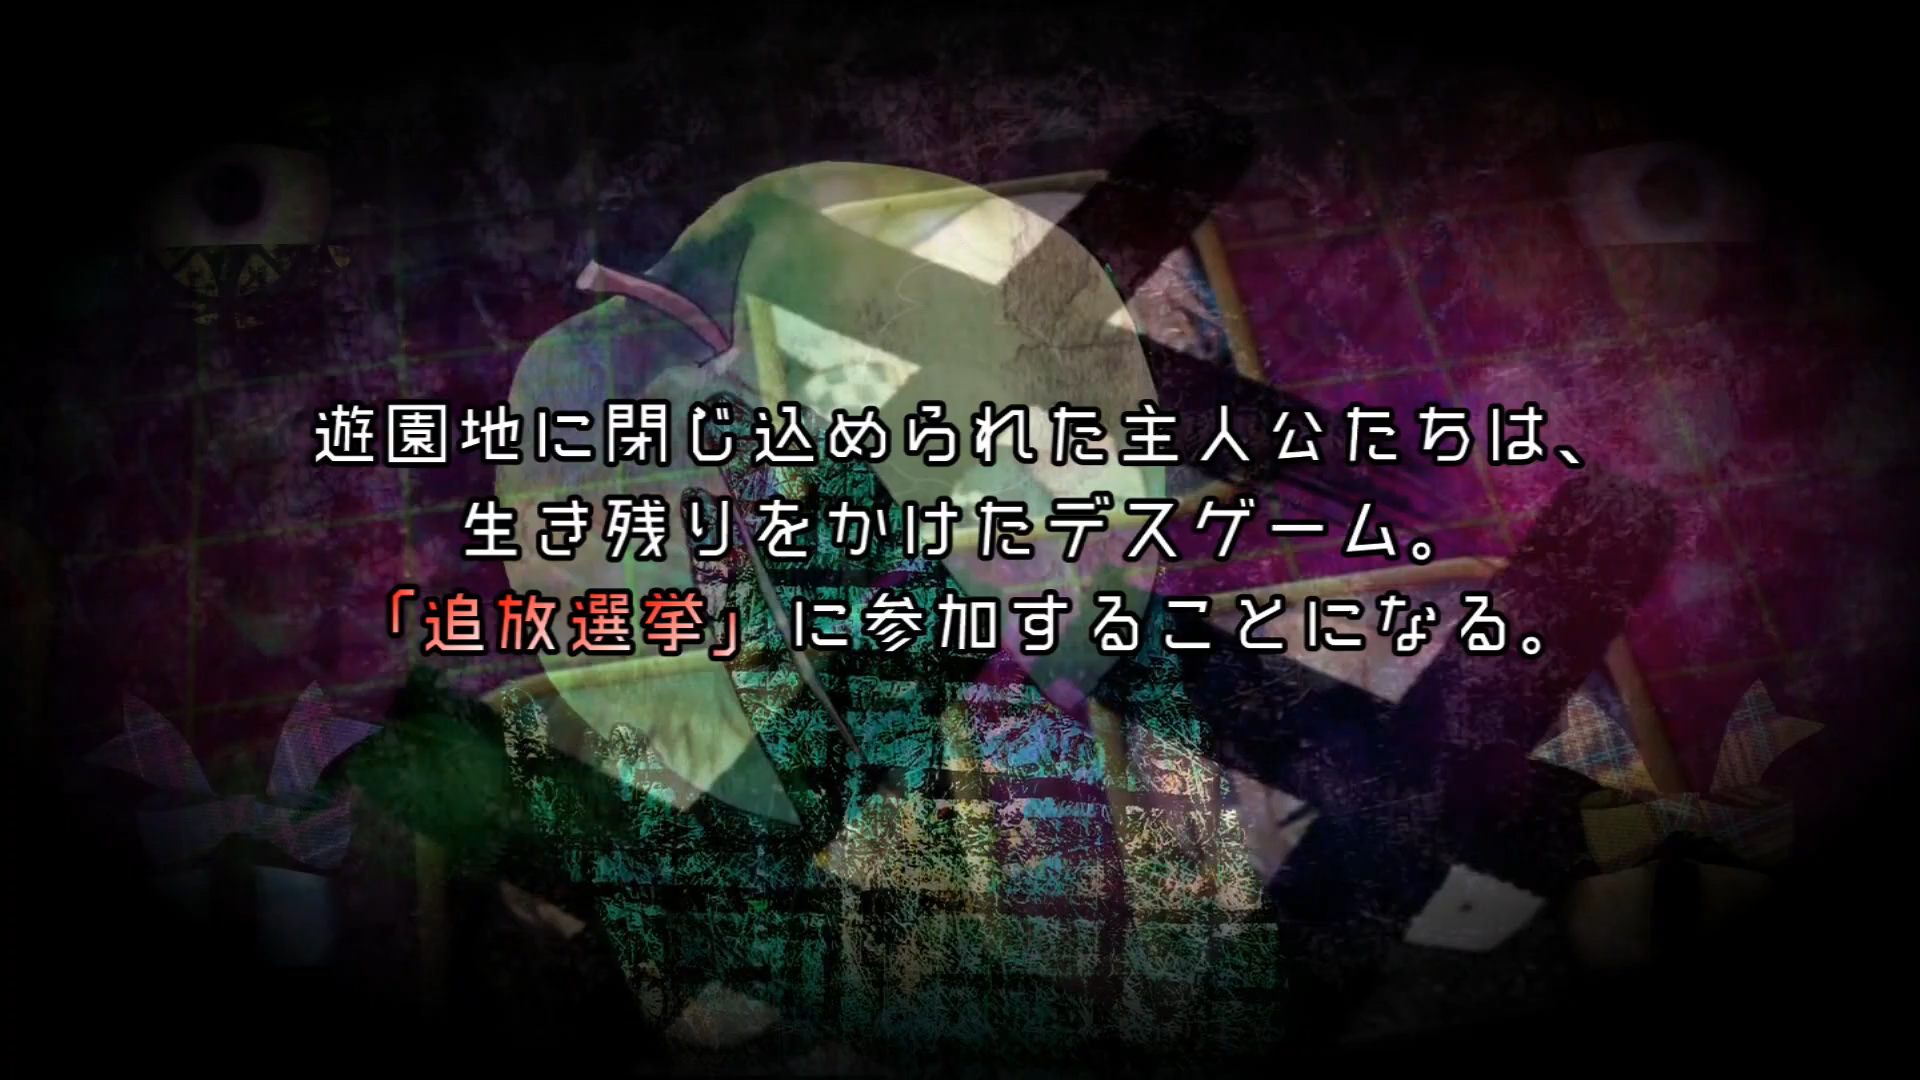 遊園地に閉じ込められた主人公たちは、
生き残りをかけたデスゲーム。
「追放選挙」に参加することになる。